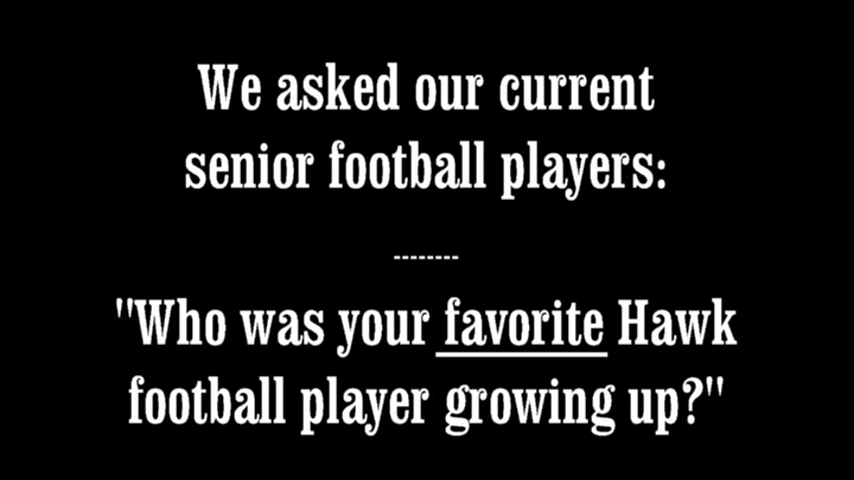 We asked our current
senior football players:
--------
"Who was your favorite Hawk
football player growing up?"